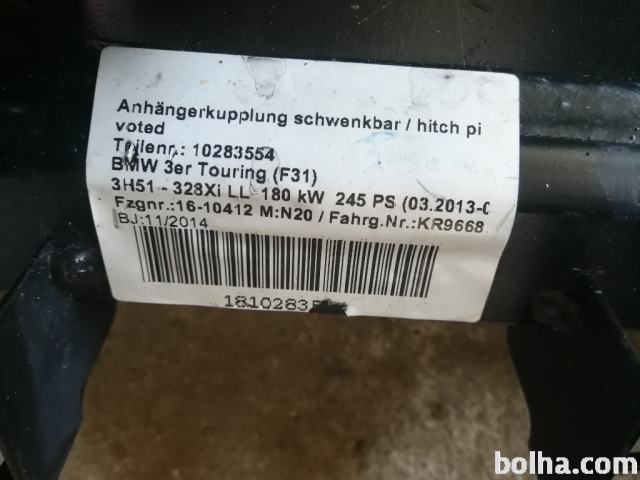 Anhängerkupplung schwenkbar / hitch pi
voted
Teilenr.: 10283554
BMW 3er Touring (F31)
3H51 - 328Xi LL 180 kW 245 PS (03.2013-0
Fzgnr.:16-10412 M:N20 / Fahrg.Nr.:KR9668
BJ:11/2014
bolha.com